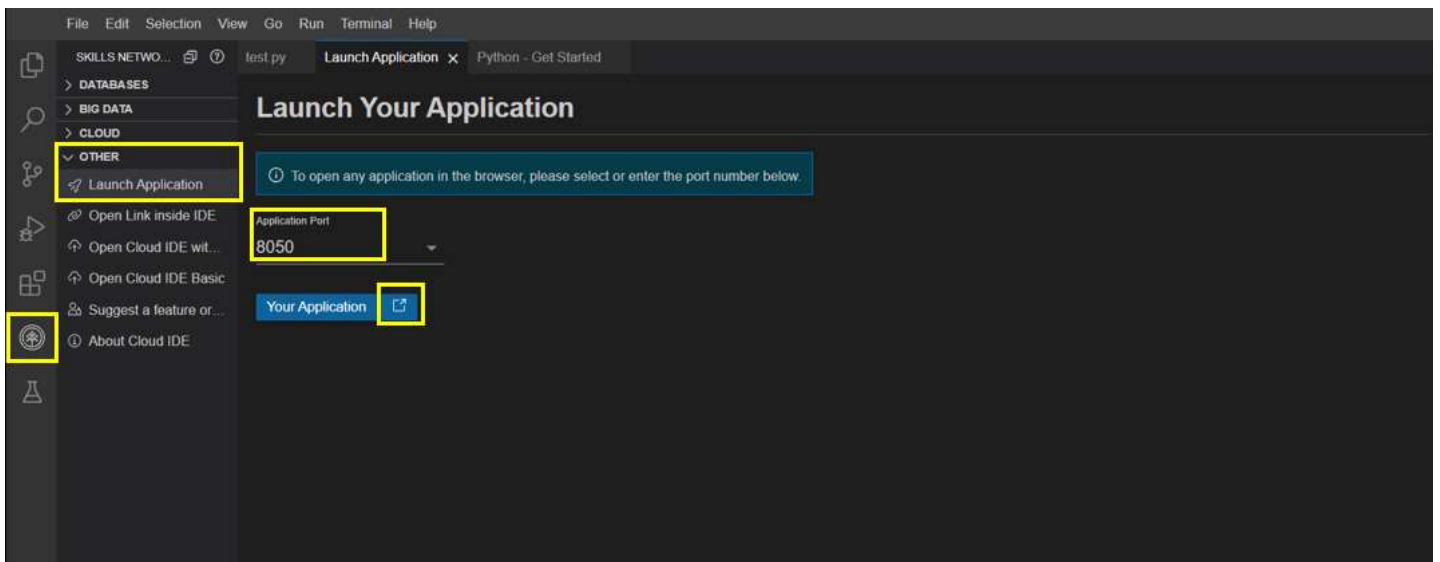 File Edit Selection View Go Run Terminal Help
SKILLS NETWO...
test.py Launch Application Python - Get Started
DATABASES
BIG DATA
CLOUD
OTHER
Launch Application
Open Link inside IDE
Open Cloud IDE wit...
Open Cloud IDE Basic
Suggest a feature or...
About Cloud IDE
Launch Your Application
To open any application in the browser, please select or enter the port number below.
Application Port
8050
Your Application